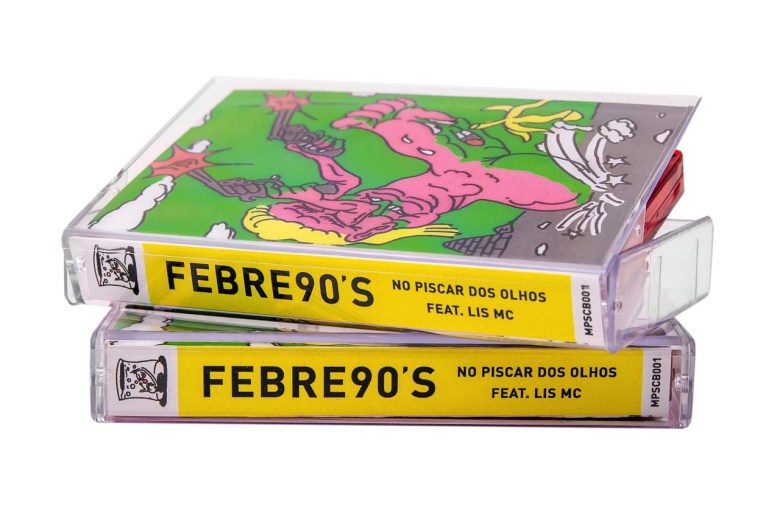 FEBRE90'S
NO PISCAR DOS OLHOS
FEAT. LIS MC
MPSCB001
FEBRE90'S
NO PISCAR DOS OLHOS
FEAT. LIS MC
MPSCB001